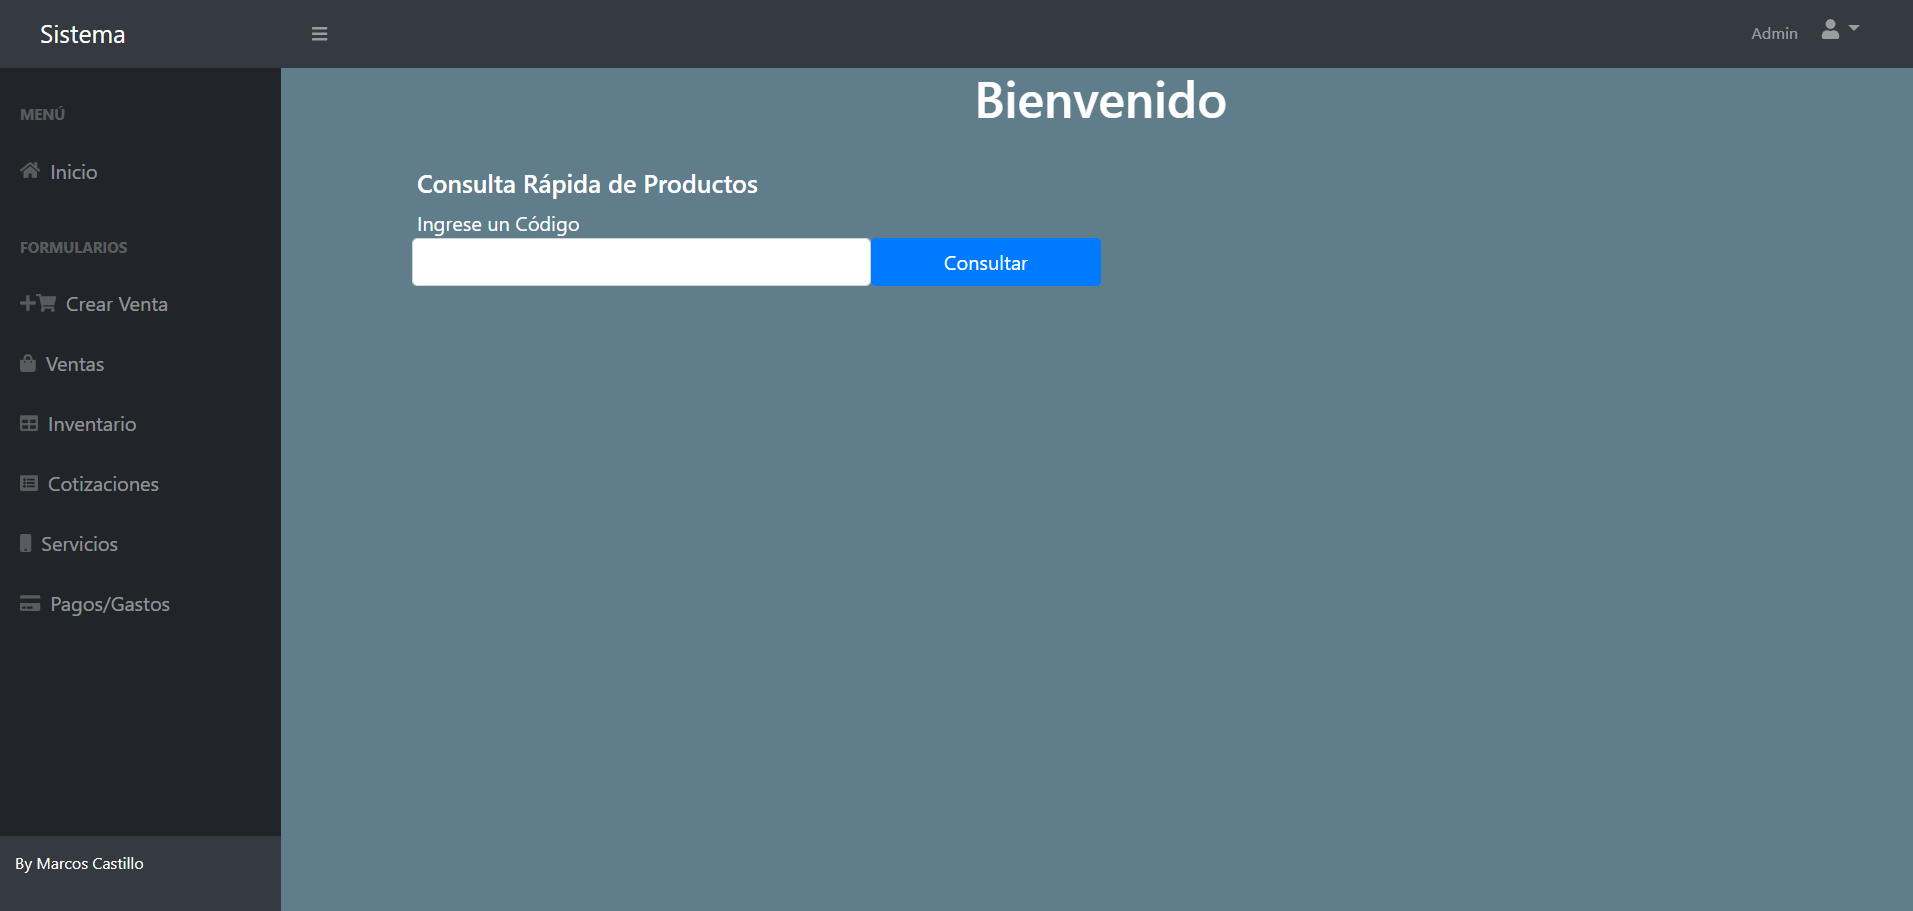 Sistema
Admin
MENÚ
Inicio
FORMULARIOS
Crear Venta
Ventas
Inventario
Cotizaciones
Servicios
Pagos/Gastos
By Marcos Castillo
Bienvenido
Consulta Rápida de Productos
Ingrese un Código
Consultar